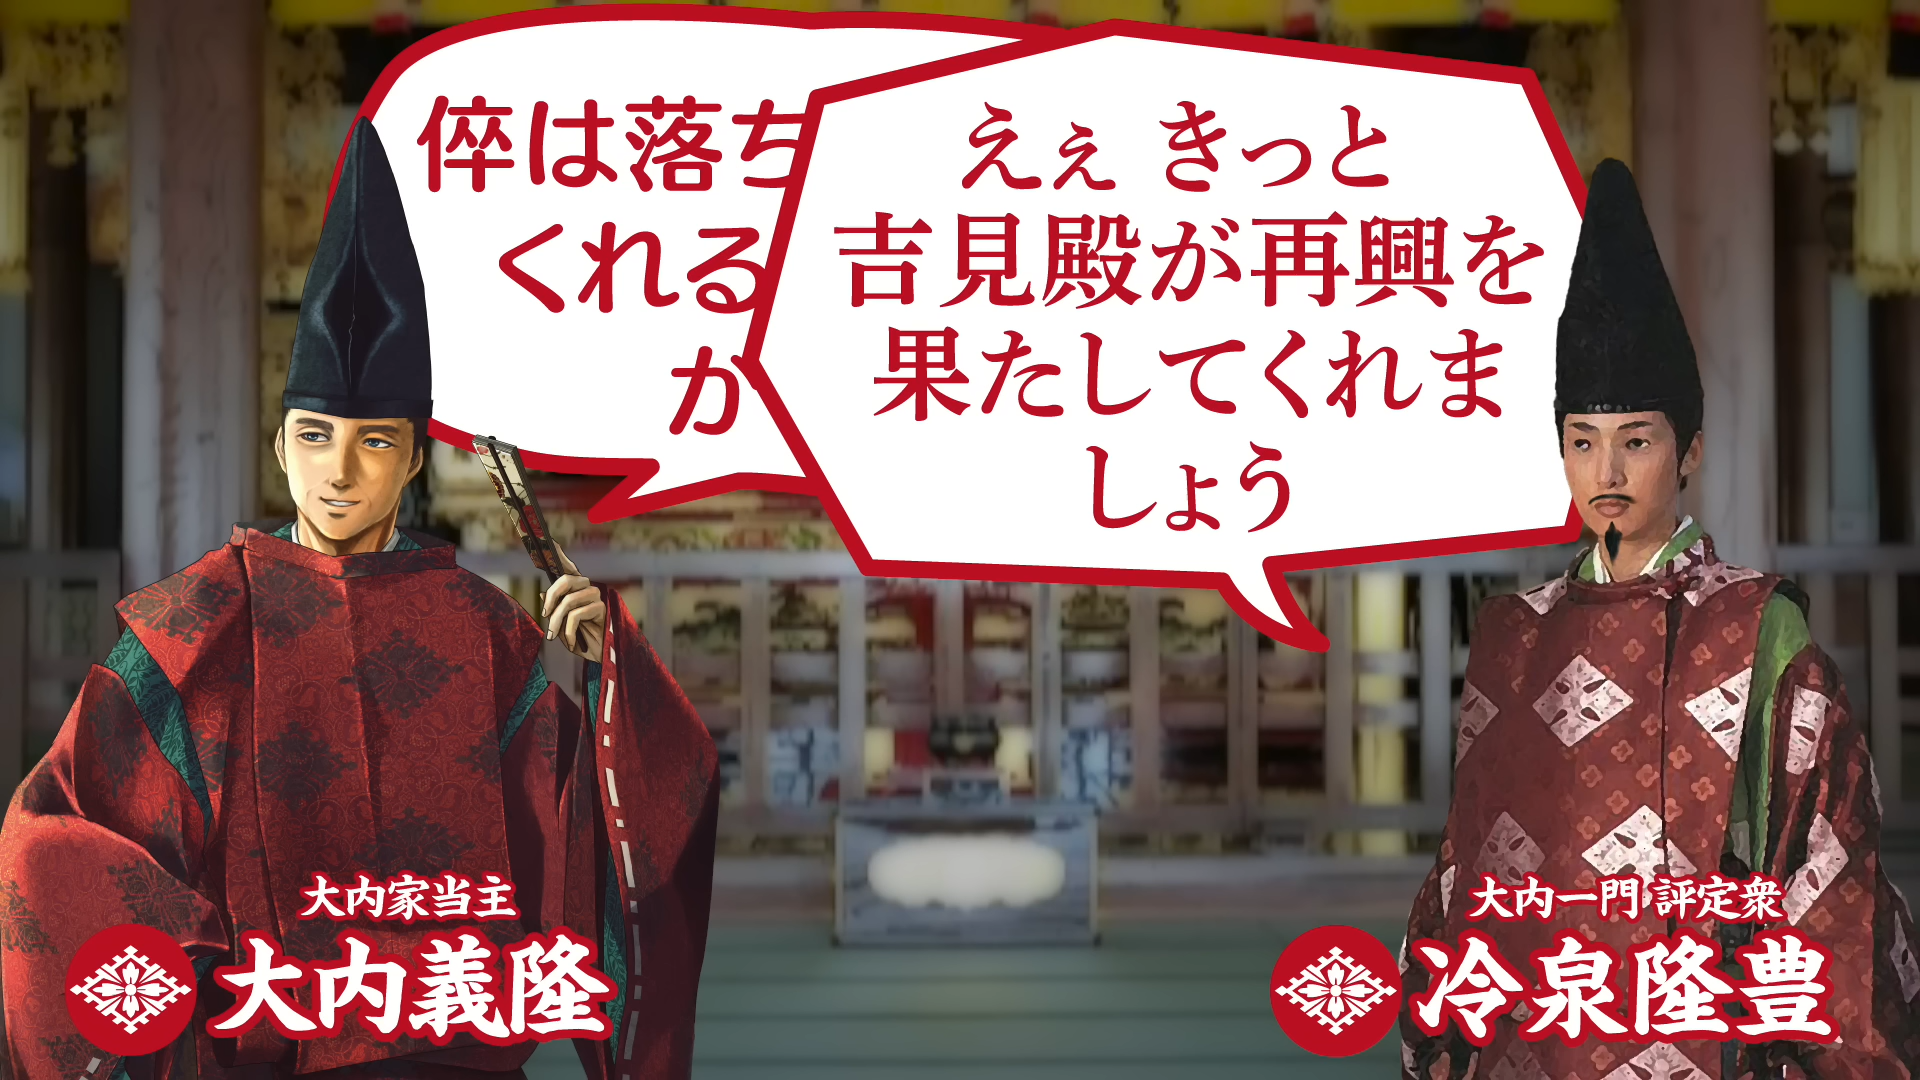 倅は落ち
くれる
か
えぇ きっと
吉見殿が再興を
果たしてくれま
しょう
大内家当主
大内義隆
大内一門 評定衆
冷泉隆豊